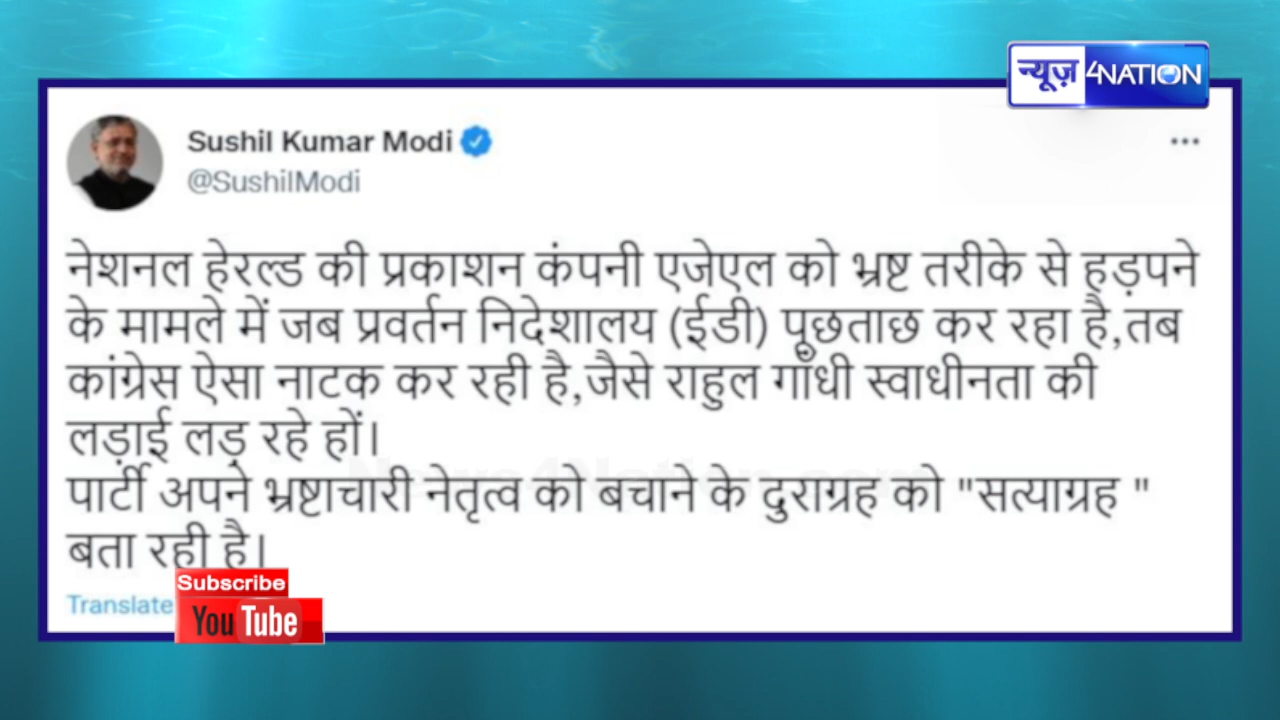 न्यूज़ 4NATION
Sushil Kumar Modi
@SushilModi
नेशनल हेरल्ड की प्रकाशन कंपनी एजेएल को भ्रष्ट तरीके से हड़पने
के मामले में जब प्रवर्तन निदेशालय (ईडी) पूछताछ कर रहा है,तब
कांग्रेस ऐसा नाटक कर रही है,जैसे राहुल गाँधी स्वाधीनता की
लड़ाई लड़ रहे हों।
पार्टी अपने भ्रष्टाचारी नेतृत्व को बचाने के दुराग्रह को "सत्याग्रह "
बता रही है।
Translate
Subscribe
YouTube